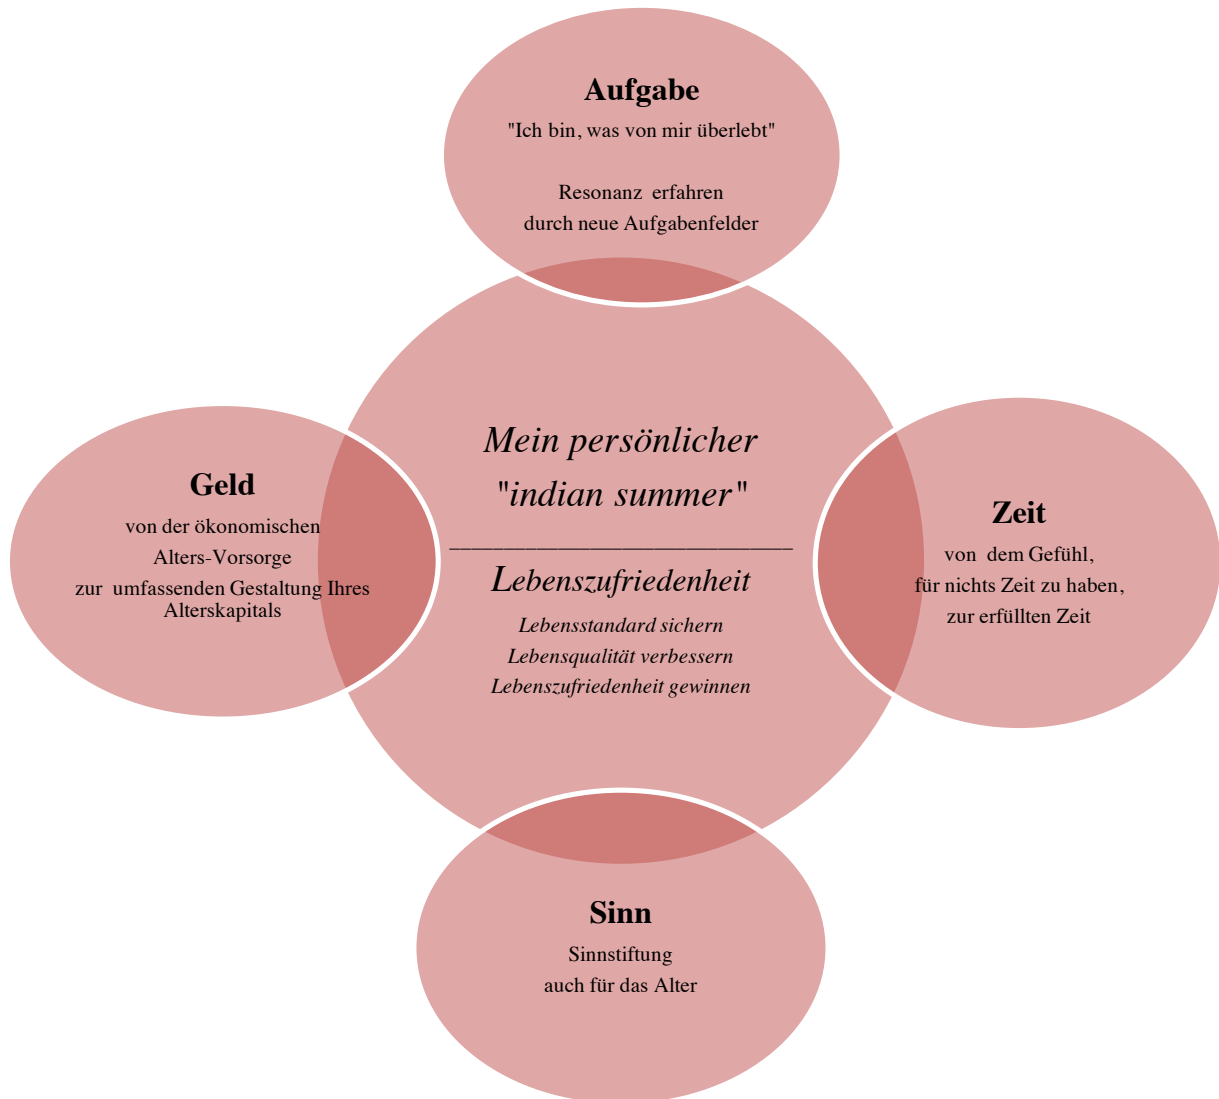 Aufgabe
"Ich bin, was von mir überlebt"
Resonanz erfahren
durch neue Aufgabenfelder
Geld
von der ökonomischen
Alters-Vorsorge
zur umfassenden Gestaltung Ihres
Alterskapitals
Mein persönlicher
"indian summer"
Lebenszufriedenheit
Lebensstandard sichern
Lebensqualität verbessern
Lebenszufriedenheit gewinnen
Zeit
von dem Gefühl,
für nichts Zeit zu haben,
zur erfüllten Zeit
Sinn
Sinnstiftung
auch für das Alter